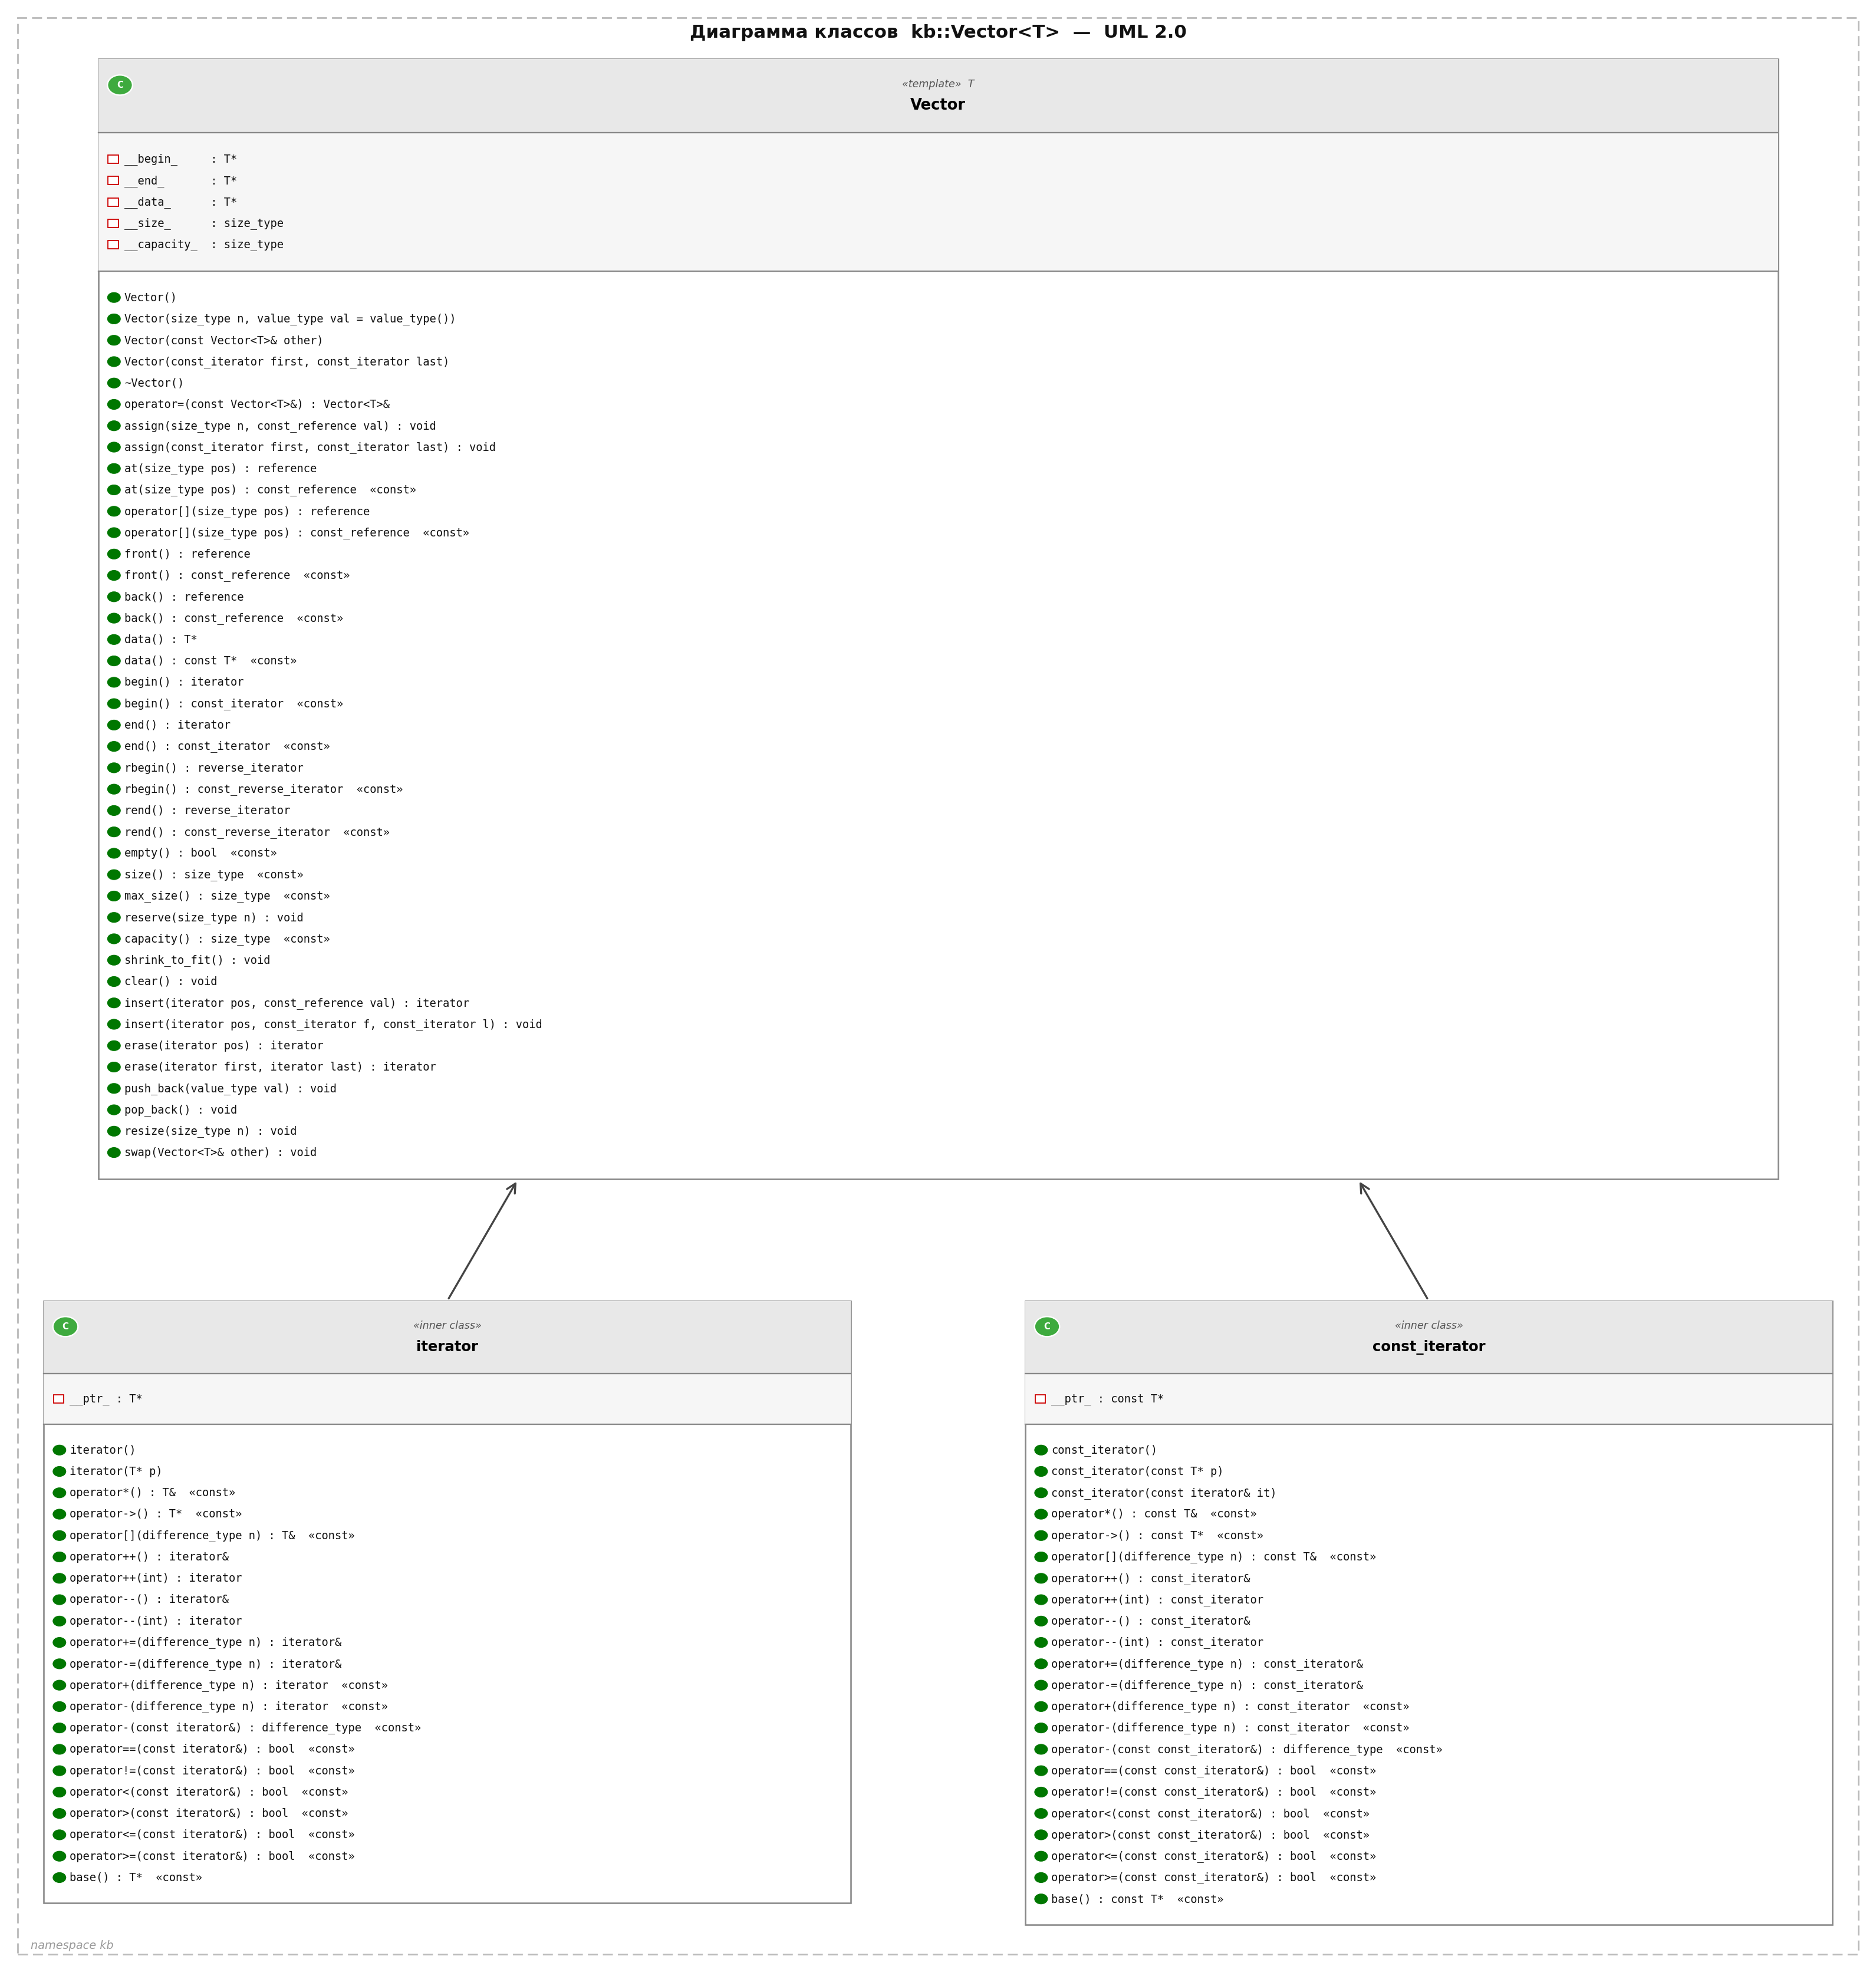 Диаграмма классов  kb::Vector<T>  —  UML 2.0
C
«template»  T
Vector
__begin_     : T*
__end_       : T*
__data_      : T*
__size_      : size_type
__capacity_  : size_type
Vector()
Vector(size_type n, value_type val = value_type())
Vector(const Vector<T>& other)
Vector(const_iterator first, const_iterator last)
~Vector()
operator=(const Vector<T>&) : Vector<T>&
assign(size_type n, const_reference val) : void
assign(const_iterator first, const_iterator last) : void
at(size_type pos) : reference
at(size_type pos) : const_reference  «const»
operator[](size_type pos) : reference
operator[](size_type pos) : const_reference  «const»
front() : reference
front() : const_reference  «const»
back() : reference
back() : const_reference  «const»
data() : T*
data() : const T*  «const»
begin() : iterator
begin() : const_iterator  «const»
end() : iterator
end() : const_iterator  «const»
rbegin() : reverse_iterator
rbegin() : const_reverse_iterator  «const»
rend() : reverse_iterator
rend() : const_reverse_iterator  «const»
empty() : bool  «const»
size() : size_type  «const»
max_size() : size_type  «const»
reserve(size_type n) : void
capacity() : size_type  «const»
shrink_to_fit() : void
clear() : void
insert(iterator pos, const_reference val) : iterator
insert(iterator pos, const_iterator f, const_iterator l) : void
erase(iterator pos) : iterator
erase(iterator first, iterator last) : iterator
push_back(value_type val) : void
pop_back() : void
resize(size_type n) : void
swap(Vector<T>& other) : void
C
«inner class»
iterator
__ptr_ : T*
iterator()
iterator(T* p)
operator*() : T&  «const»
operator->() : T*  «const»
operator[](difference_type n) : T&  «const»
operator++() : iterator&
operator++(int) : iterator
operator--() : iterator&
operator--(int) : iterator
operator+=(difference_type n) : iterator&
operator-=(difference_type n) : iterator&
operator+(difference_type n) : iterator  «const»
operator-(difference_type n) : iterator  «const»
operator-(const iterator&) : difference_type  «const»
operator==(const iterator&) : bool  «const»
operator!=(const iterator&) : bool  «const»
operator<(const iterator&) : bool  «const»
operator>(const iterator&) : bool  «const»
operator<=(const iterator&) : bool  «const»
operator>=(const iterator&) : bool  «const»
base() : T*  «const»
C
«inner class»
const_iterator
__ptr_ : const T*
const_iterator()
const_iterator(const T* p)
const_iterator(const iterator& it)
operator*() : const T&  «const»
operator->() : const T*  «const»
operator[](difference_type n) : const T&  «const»
operator++() : const_iterator&
operator++(int) : const_iterator
operator--() : const_iterator&
operator--(int) : const_iterator
operator+=(difference_type n) : const_iterator&
operator-=(difference_type n) : const_iterator&
operator+(difference_type n) : const_iterator  «const»
operator-(difference_type n) : const_iterator  «const»
operator-(const const_iterator&) : difference_type  «const»
operator==(const const_iterator&) : bool  «const»
operator!=(const const_iterator&) : bool  «const»
operator<(const const_iterator&) : bool  «const»
operator>(const const_iterator&) : bool  «const»
operator<=(const const_iterator&) : bool  «const»
operator>=(const const_iterator&) : bool  «const»
base() : const T*  «const»
namespace kb